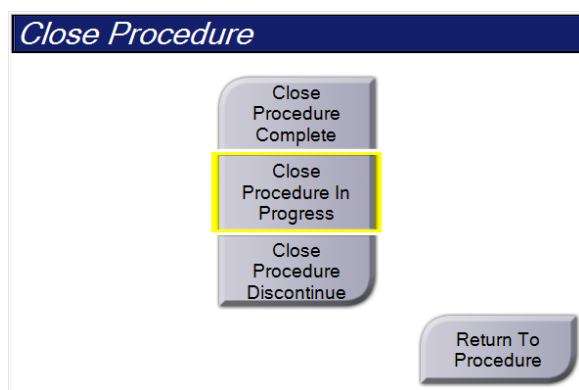 Close Procedure
Close
Procedure
Complete
Close
Procedure In
Progress
Close
Procedure
Discontinue
Return To
Procedure